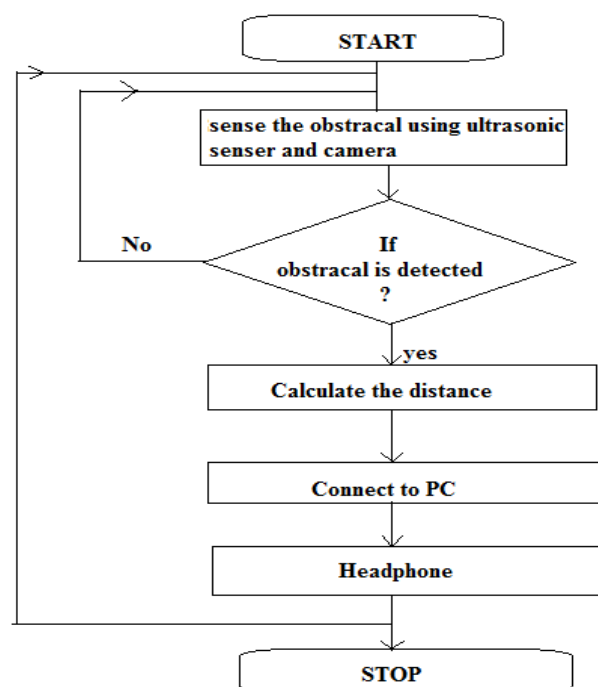 START
sense the obstracal using ultrasonic
senser and camera
No
If
obstracal is detected
?
yes
Calculate the distance
Connect to PC
Headphone
STOP